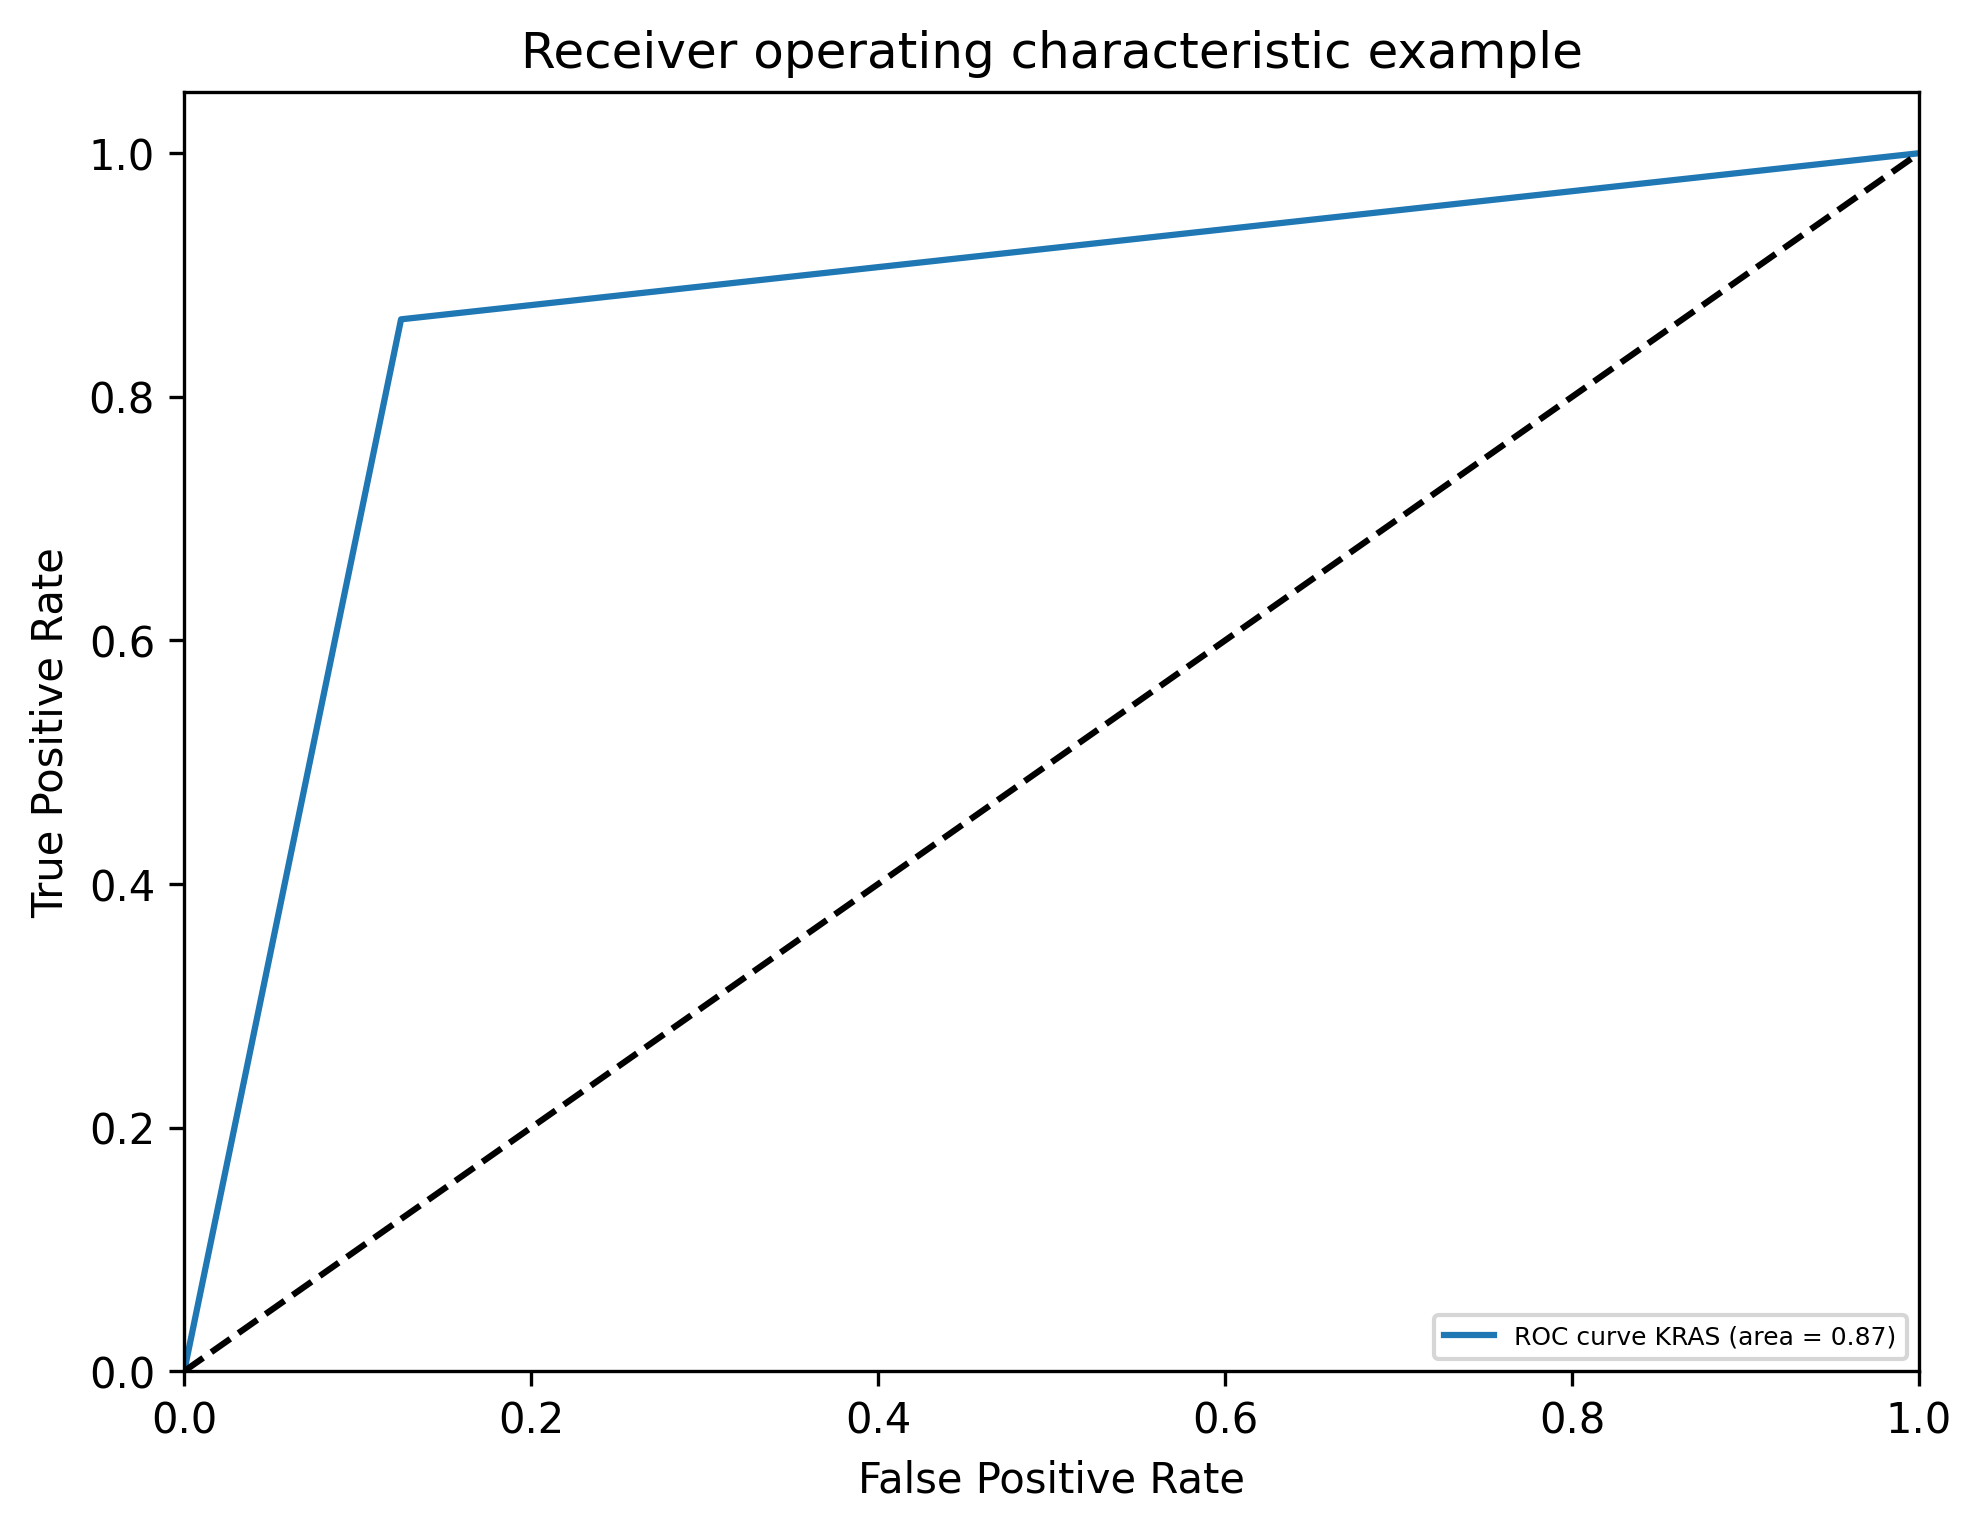 Receiver operating characteristic example
True Positive Rate
1.0
0.8
0.6
0.4
0.2
0.0
ROC curve KRAS (area = 0.87)
0.0 0.2 0.4 0.6 0.8 1.0
False Positive Rate